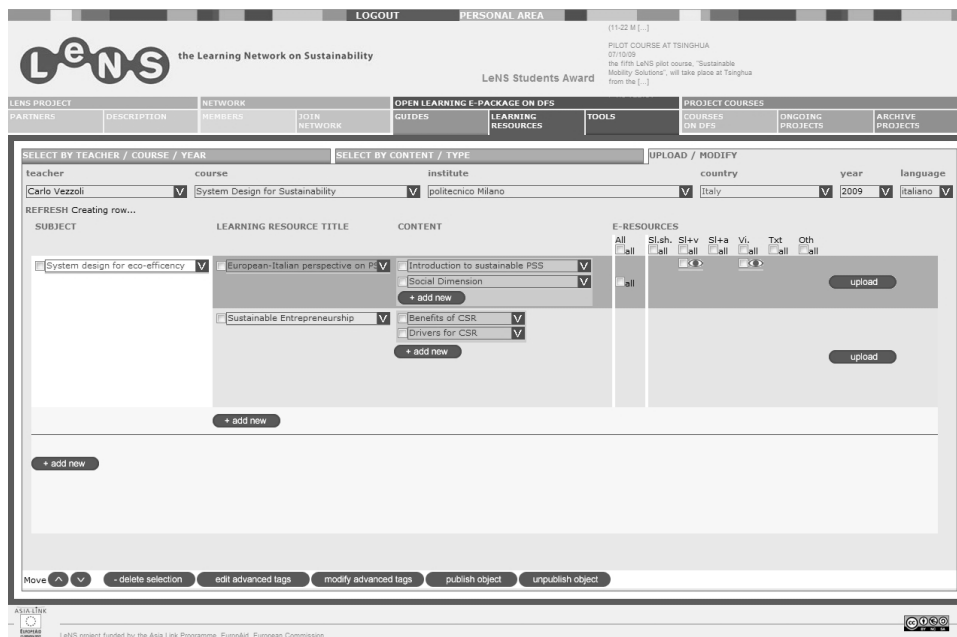 LOGOUT PERSONAL AREA
(11-22 M [...]
PILOT COURSE AT TSINGHUA
07/10/09
the fifth LeNS pilot course, "Sustainable
Mobility Solutions", will take place at Tsinghua
from the [...]
LeNS
the Learning Network on Sustainability
LeNS Students Award
LENS PROJECT NETWORK OPEN LEARNING E-PACKAGE ON DFS PROJECT COURSES
PARTNERS DESCRIPTION MEMBERS JOIN NETWORK GUIDES LEARNING RESOURCES TOOLS COURSES ON DFS ONGOING PROJECTS ARCHIVE PROJECTS
SELECT BY TEACHER / COURSE / YEAR SELECT BY CONTENT / TYPE UPLOAD / MODIFY
teacher course institute country year language
Carlo Vezzoli V System Design for Sustainability V politecnico Milano V Italy V 2009 V italiano V
REFRESH Creating row...
SUBJECT LEARNING RESOURCE TITLE CONTENT E-RESOURCES
All Sl.sh. Sl+v Sl+a Vi. Txt Oth
all all all all all all all
System design for eco-efficency V European-Italian perspective on PS V Introduction to sustainable PSS V
Social Dimension V all upload
+ add new
Sustainable Entrepreneurship V Benefits of CSR V
Drivers for CSR V
+ add new upload
+ add new
+ add new
Move - delete selection edit advanced tags modify advanced tags publish object unpublish object
ASIA-LINK
EUROPEAID
LeNS project funded by the Asia Link Programme, EuropAid, European Commission
cc BY NC SA